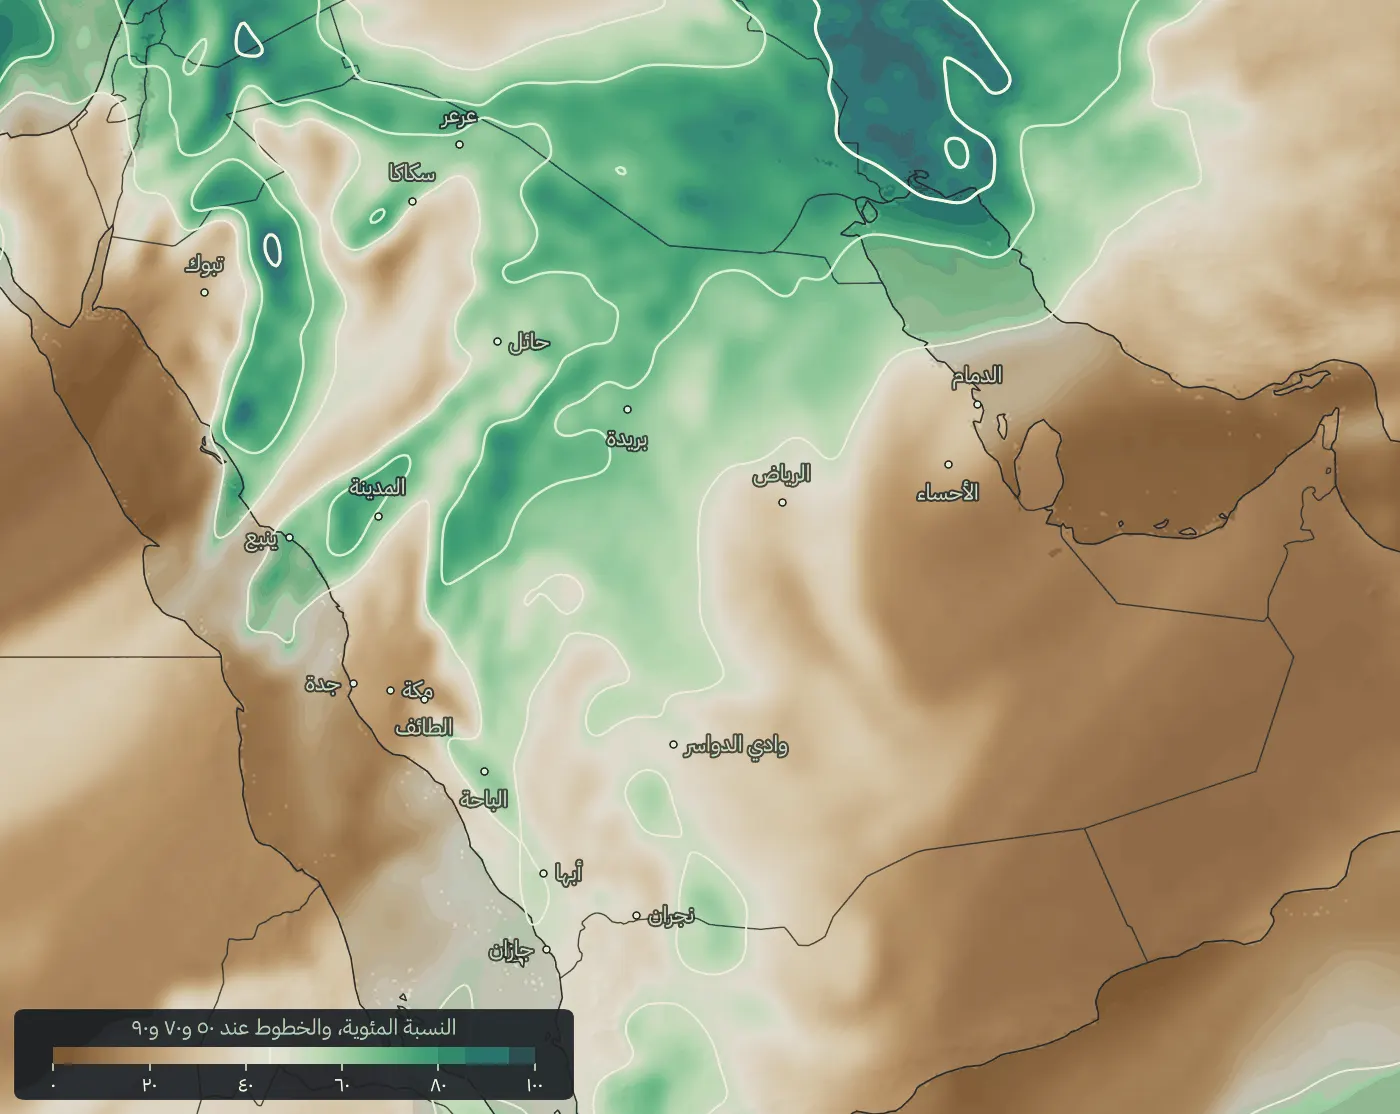 عرعر
سكاكا
تبوك
حائل
الدمام
بريدة
الرياض
الأحساء
المدينة
ينبع
جدة
مكة
الطائف
وادي الدواسر
الباحة
أبها
نجران
جازان
النسبة المئوية، والخطوط عند ٥٠ و٧٠ و٩٠
٠ ٢٠ ٤٠ ٦٠ ٨٠ ١٠٠